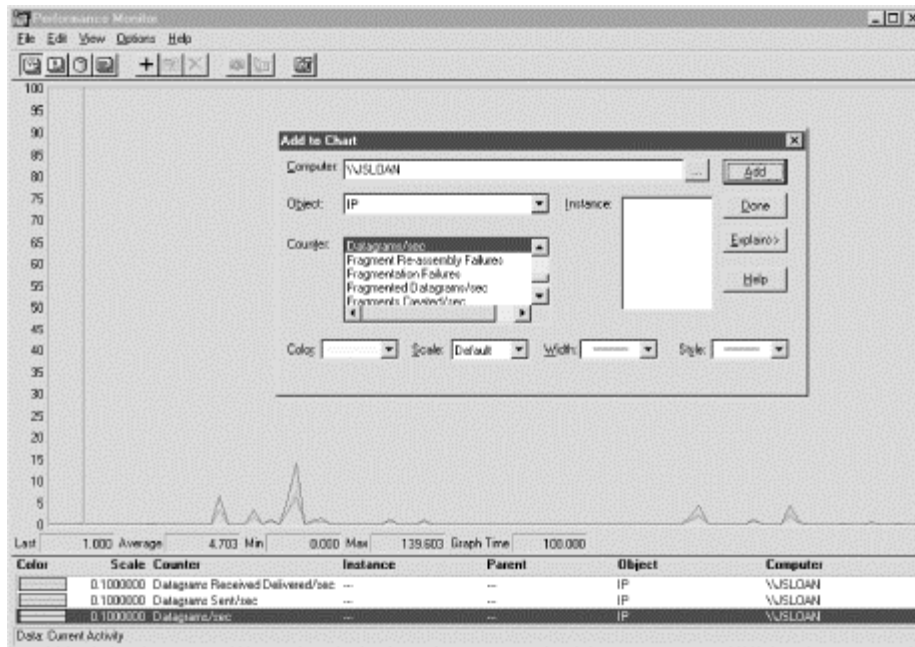 Performance Monitor
File Edit View Options Help
100
95
90
85
80
75
70
65
60
55
50
45
40
35
30
25
20
15
10
5
0
Add to Chart
Computer: \\JSLOAN ... Add
Object: IP Instance: Done
Counter: Datagrams/sec Explain>>
Fragment Re-assembly Failures
Fragmentation Failures Help
Fragmented Datagrams/sec
Fragments Created/sec
Color: Scale: Default Width: Style:
Last 1.000 Average 4.703 Min 0.000 Max 139.603 Graph Time 100.000
Color Scale Counter Instance Parent Object Computer
0.1000000 Datagrams Received Delivered/sec --- --- IP \\JSLOAN
0.1000000 Datagrams Sent/sec --- --- IP \\JSLOAN
0.1000000 Datagrams/sec --- --- IP \\JSLOAN
Data: Current Activity